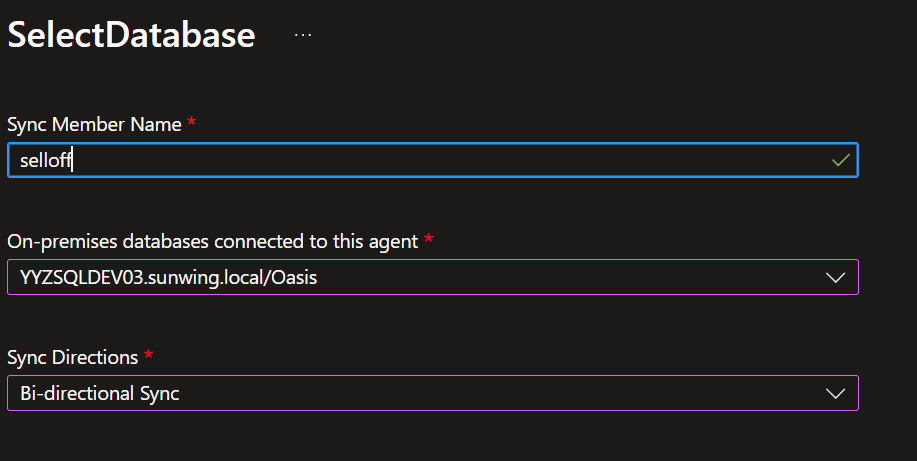 SelectDatabase ...
Sync Member Name *
selloff
On-premises databases connected to this agent *
YYZSQLDEV03.sunwing.local/Oasis
Sync Directions *
Bi-directional Sync